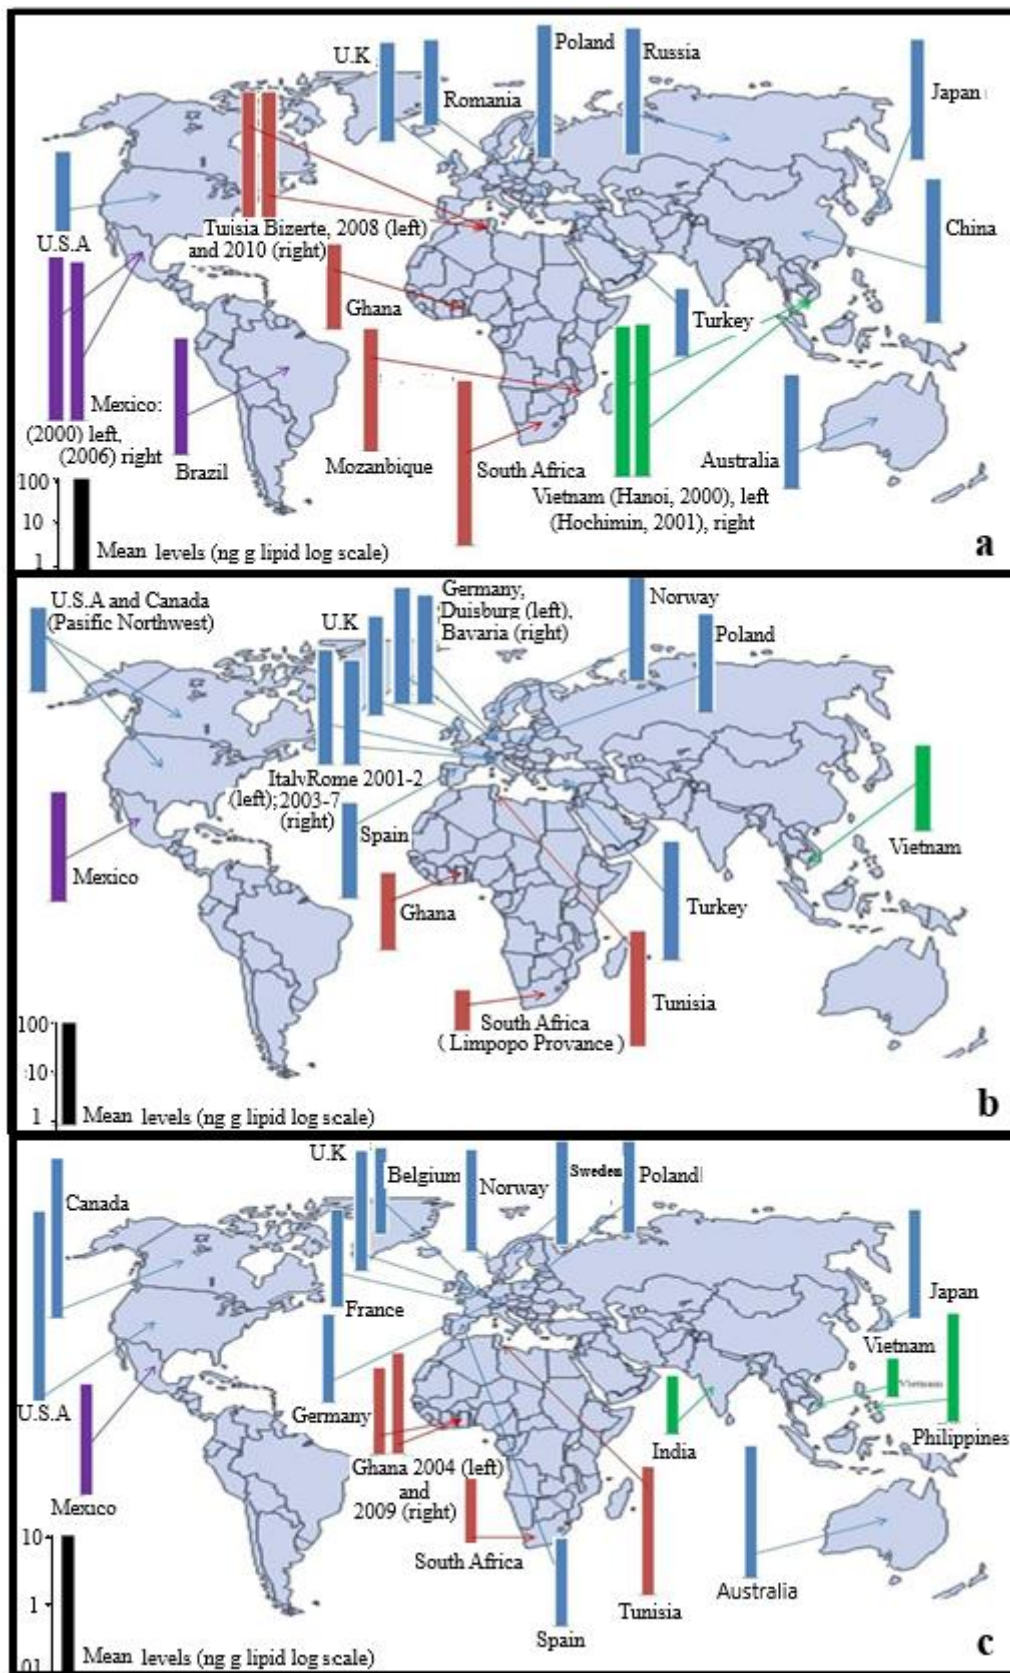 a
U.K
Poland
Russia
Romania
Japan
U.S.A
Tuisia Bizerte, 2008 (left)
and 2010 (right)
China
Ghana
Turkey
Mexico:
(2000) left,
(2006) right
Brazil
Mozanbique
South Africa
Australia
Vietnam (Hanoi, 2000), left
(Hochimin, 2001), right
100
10
1
Mean levels (ng g lipid log scale)
b
U.S.A and Canada
(Pasific Northwest)
U.K
Germany,
Duisburg (left),
Bavaria (right)
Norway
Poland
ItalyRome 2001-2
(left); 2003-7
(right)
Spain
Vietnam
Mexico
Ghana
Turkey
Tunisia
South Africa
( Limpopo Provance )
100
:10
1
Mean levels (ng g lipid log scale)
c
U.K
Belgium
Norway
Sweden
Poland
Canada
France
Japan
Vietnam
Vietnam
U.S.A
Germany
India
Philippines
Mexico
Ghana 2004 (left)
and
2009 (right)
South Africa
Australia
Tunisia
Spain
10
1
01
Mean levels (ng g lipid log scale)